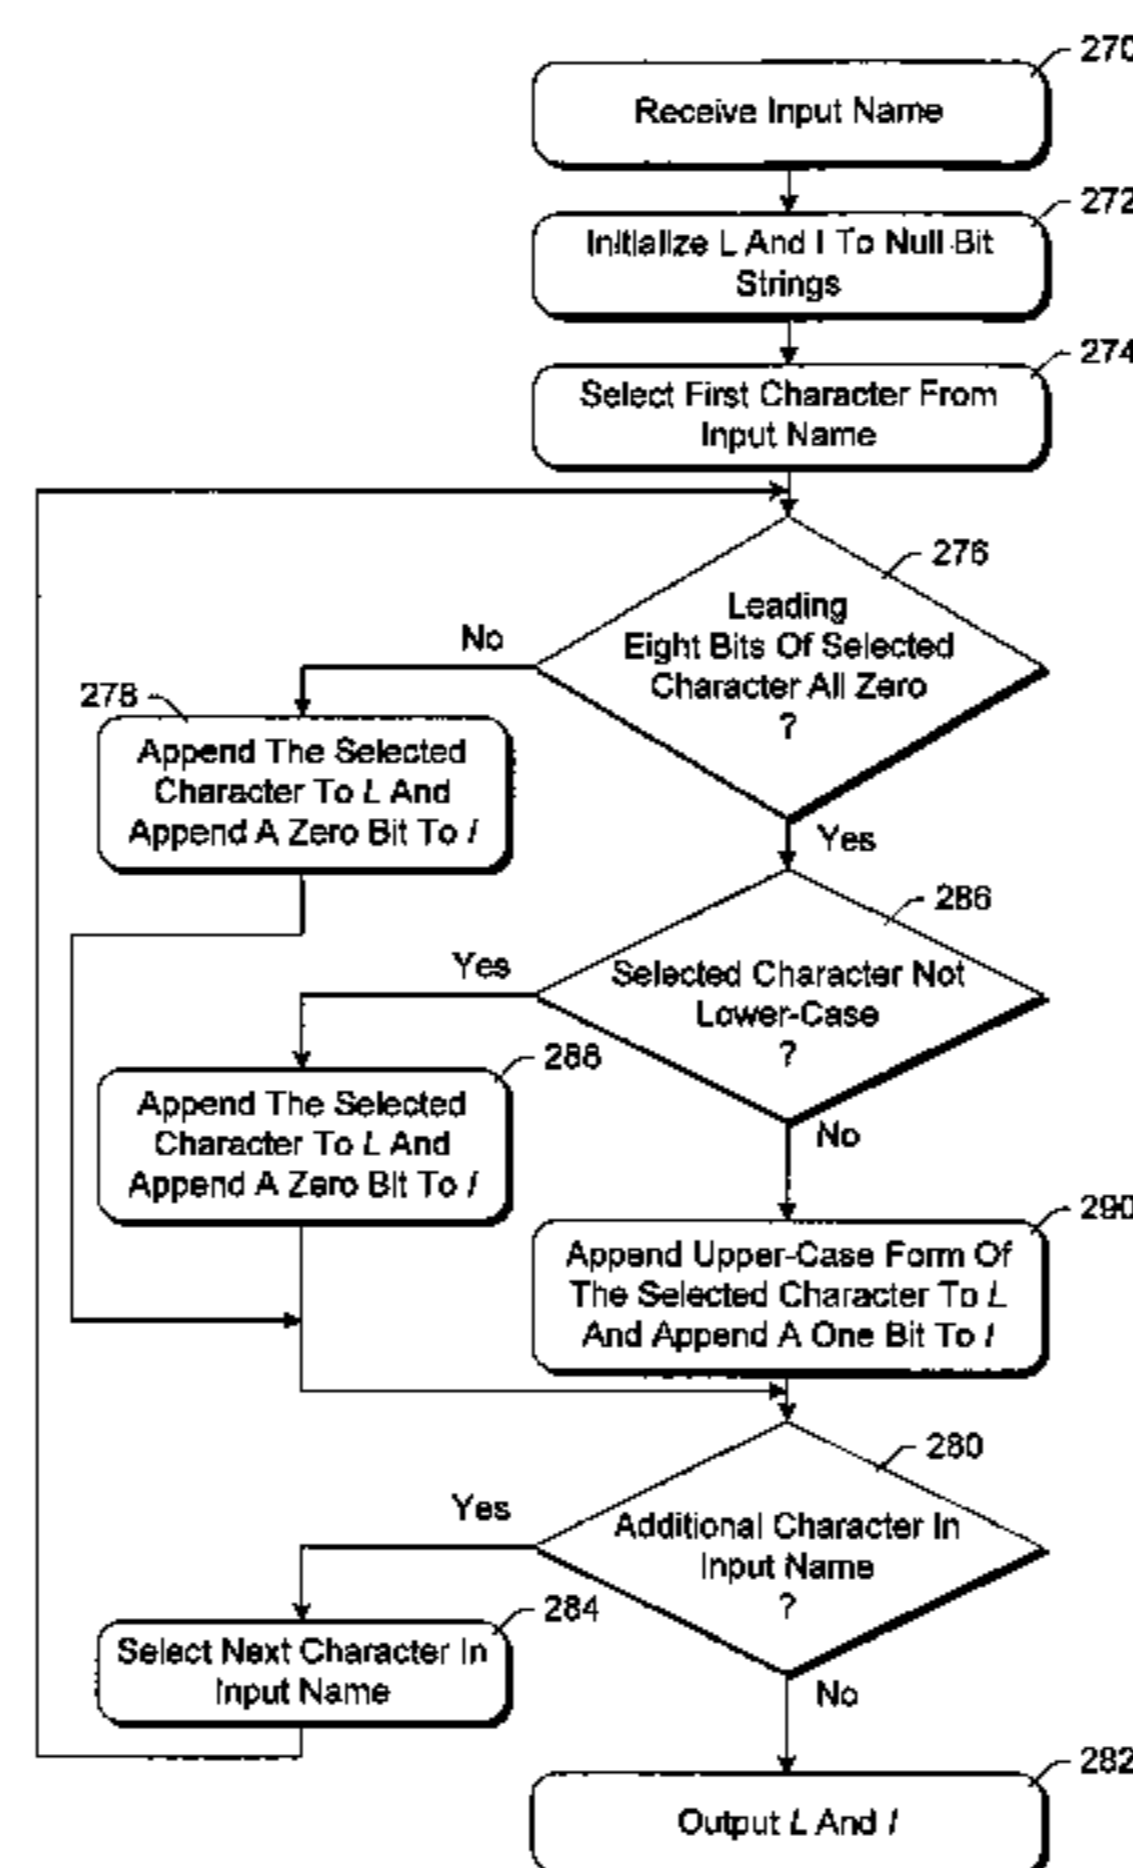 270
Receive Input Name
272
Initialize L And I To Null Bit
Strings
274
Select First Character From
Input Name
276
Leading
Eight Bits Of Selected
Character All Zero
?
No
278
Append The Selected
Character To L And
Append A Zero Bit To I
Yes
286
Selected Character Not
Lower-Case
?
Yes
288
Append The Selected
Character To L And
Append A Zero Bit To I
No
290
Append Upper-Case Form Of
The Selected Character To L
And Append A One Bit To I
280
Additional Character In
Input Name
?
Yes
284
Select Next Character In
Input Name
No
282
Output L And I